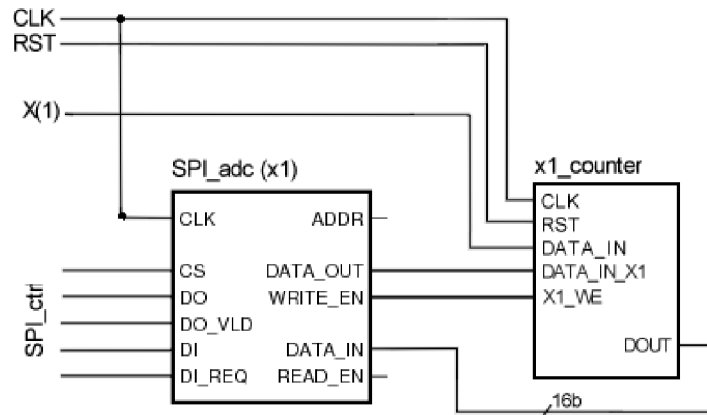 CLK
RST
X(1)
SPI_adc (x1)
x1_counter
CLK
ADDR
CS
DATA_OUT
DO
WRITE_EN
DO_VLD
DI
DATA_IN
DI_REQ
READ_EN
SPI_ctrl
CLK
RST
DATA_IN
DATA_IN_X1
X1_WE
DOUT
16b